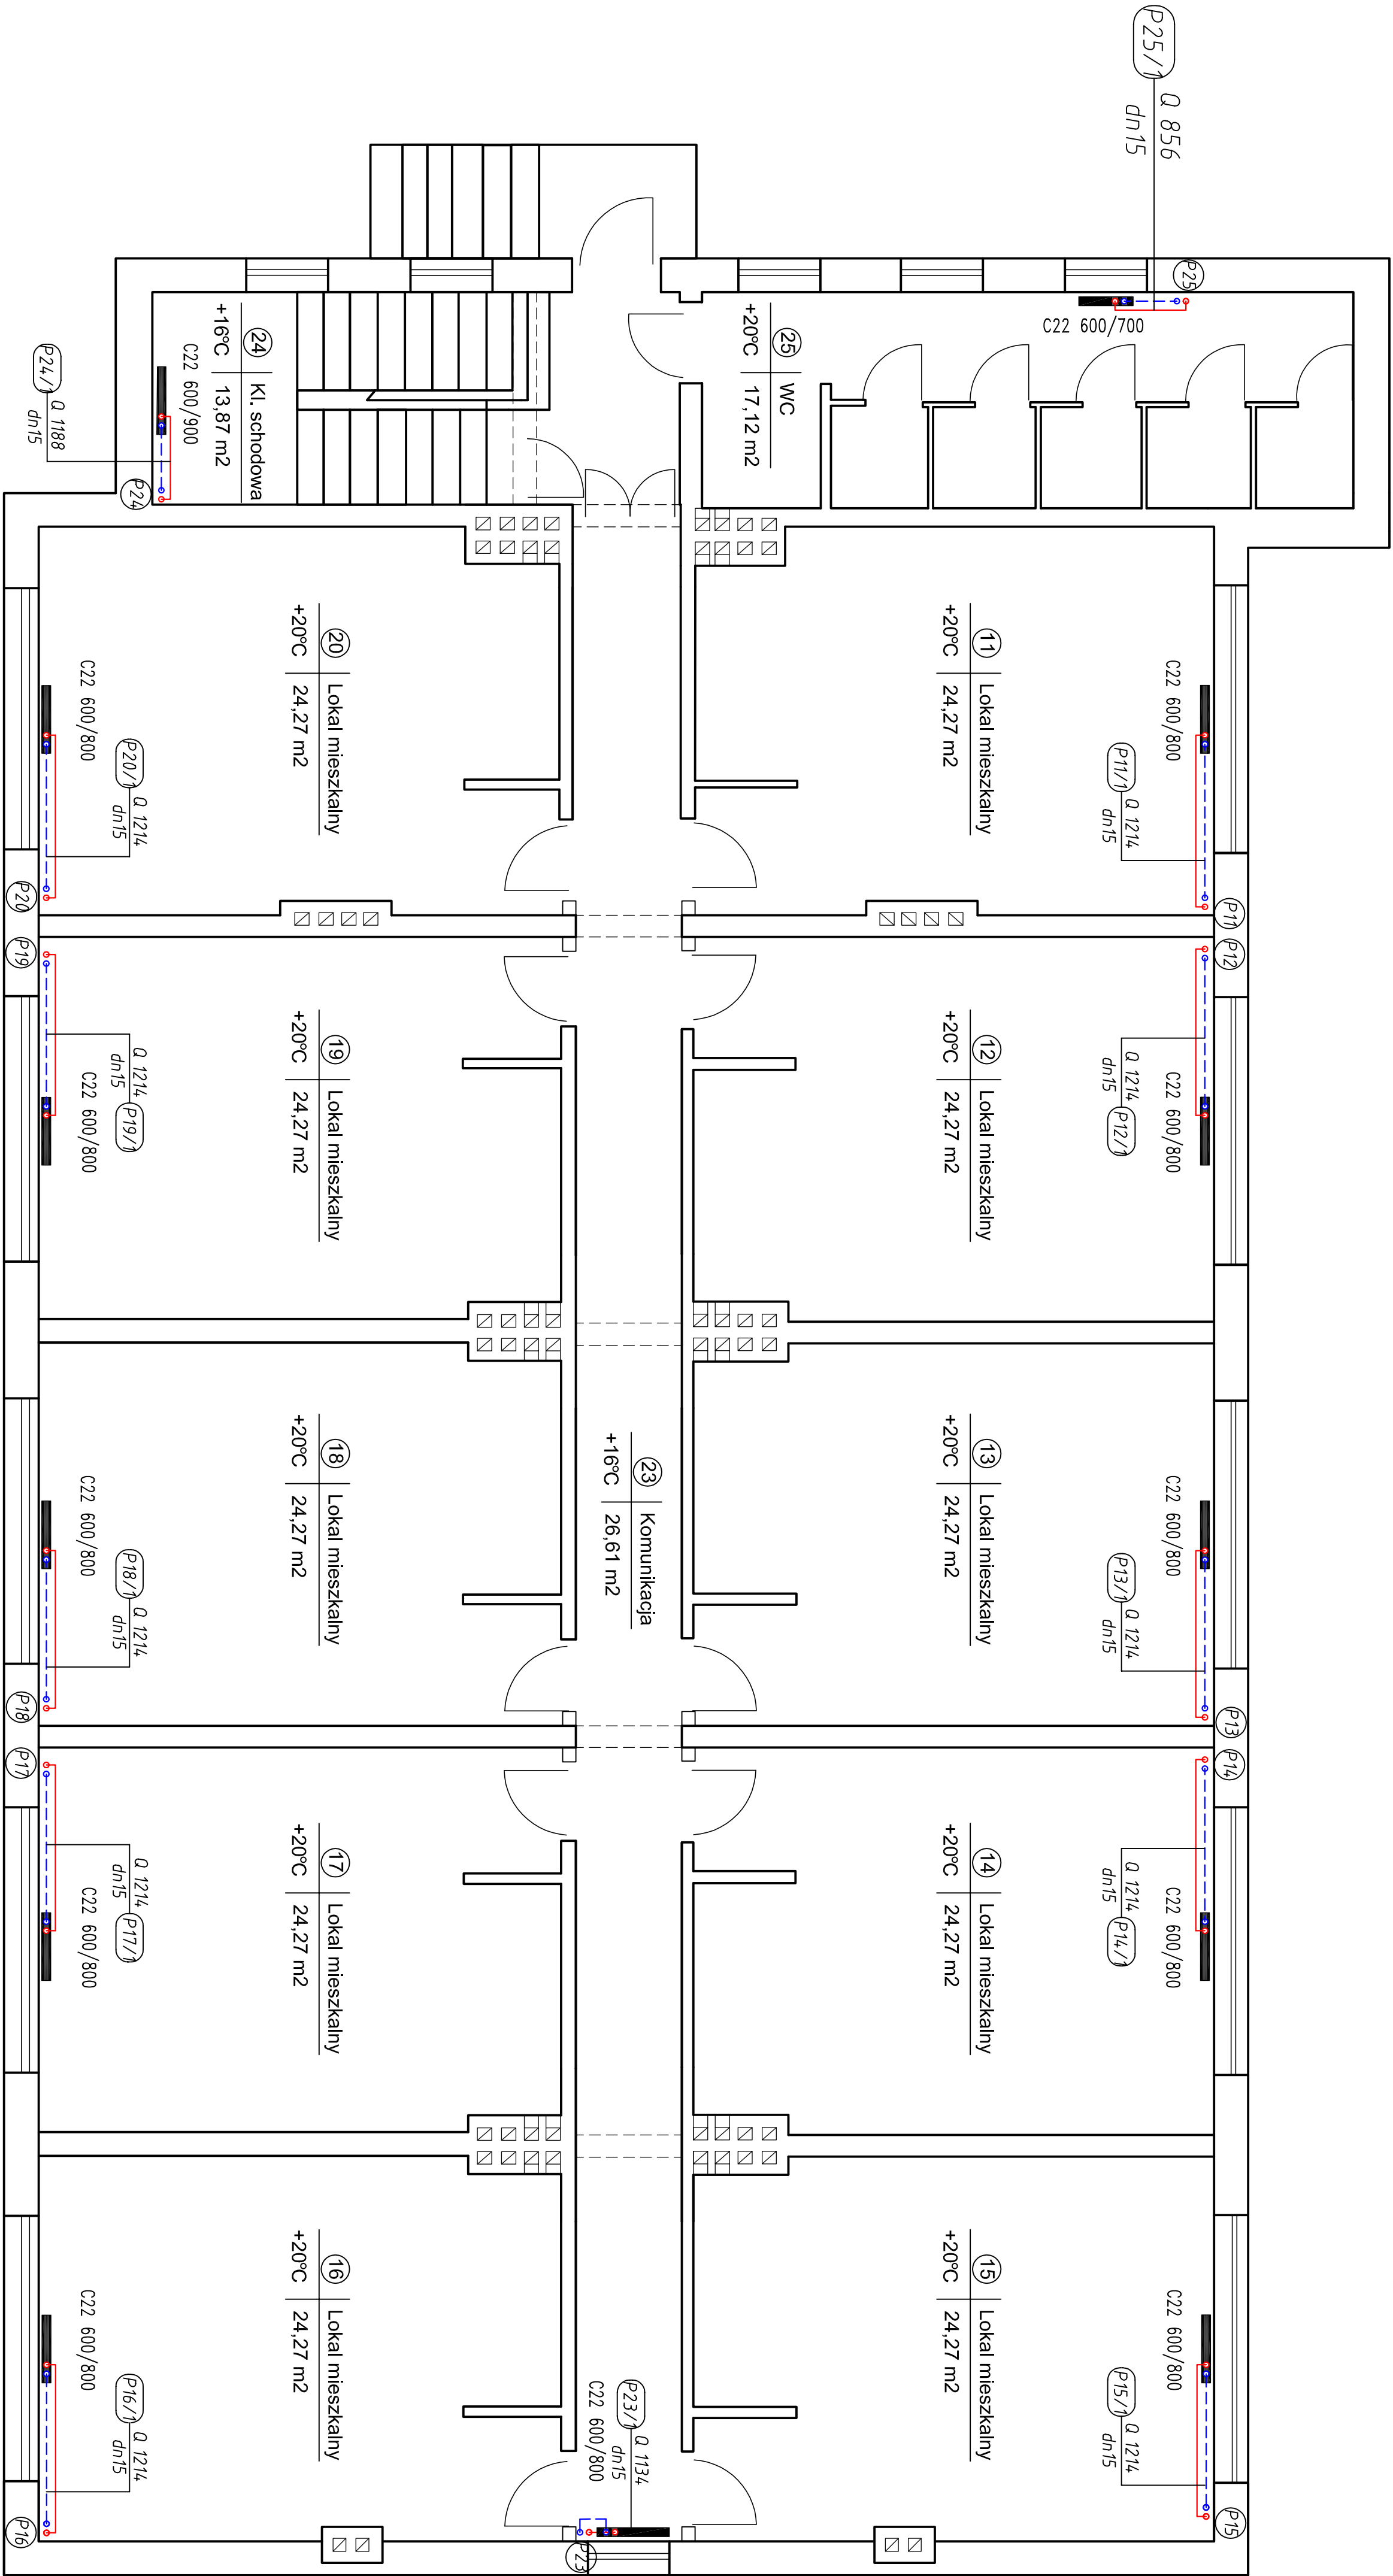 P25/1 Q 856
dn15
P25
C22 600/700
25 WC
+20°C 17,12 m2
24 Kl. schodowa
+16°C 13,87 m2
C22 600/900
P24/1 Q 1188
dn15
P24
11 Lokal mieszkalny
+20°C 24,27 m2
C22 600/800
P11/1 Q 1214
dn15
P11
20 Lokal mieszkalny
+20°C 24,27 m2
C22 600/800
P20/1 Q 1214
dn15
P20
12 Lokal mieszkalny
+20°C 24,27 m2
P12
Q 1214 P12/1
dn15
C22 600/800
19 Lokal mieszkalny
+20°C 24,27 m2
P19
Q 1214 P19/1
dn15
C22 600/800
13 Lokal mieszkalny
+20°C 24,27 m2
C22 600/800
P13/1 Q 1214
dn15
P13
23 Komunikacja
+16°C 26,61 m2
18 Lokal mieszkalny
+20°C 24,27 m2
C22 600/800
P18/1 Q 1214
dn15
P18
14 Lokal mieszkalny
+20°C 24,27 m2
P14
Q 1214 P14/1
dn15
C22 600/800
17 Lokal mieszkalny
+20°C 24,27 m2
P17
Q 1214 P17/1
dn15
C22 600/800
15 Lokal mieszkalny
+20°C 24,27 m2
C22 600/800
P15/1 Q 1214
dn15
P15
P23/1 Q 1134
dn15
C22 600/800
P23
16 Lokal mieszkalny
+20°C 24,27 m2
C22 600/800
P16/1 Q 1214
dn15
P16